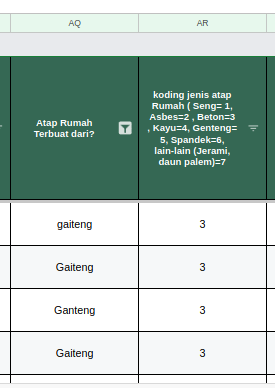 AQ
AR
Atap Rumah
Terbuat dari?
koding jenis atap
Rumah ( Seng= 1,
Asbes=2 , Beton=3
, Kayu=4, Genteng=
5, Spandek=6,
lain-lain (Jerami,
daun palem)=7
gaiteng
3
Gaiteng
3
Ganteng
3
Gaiteng
3